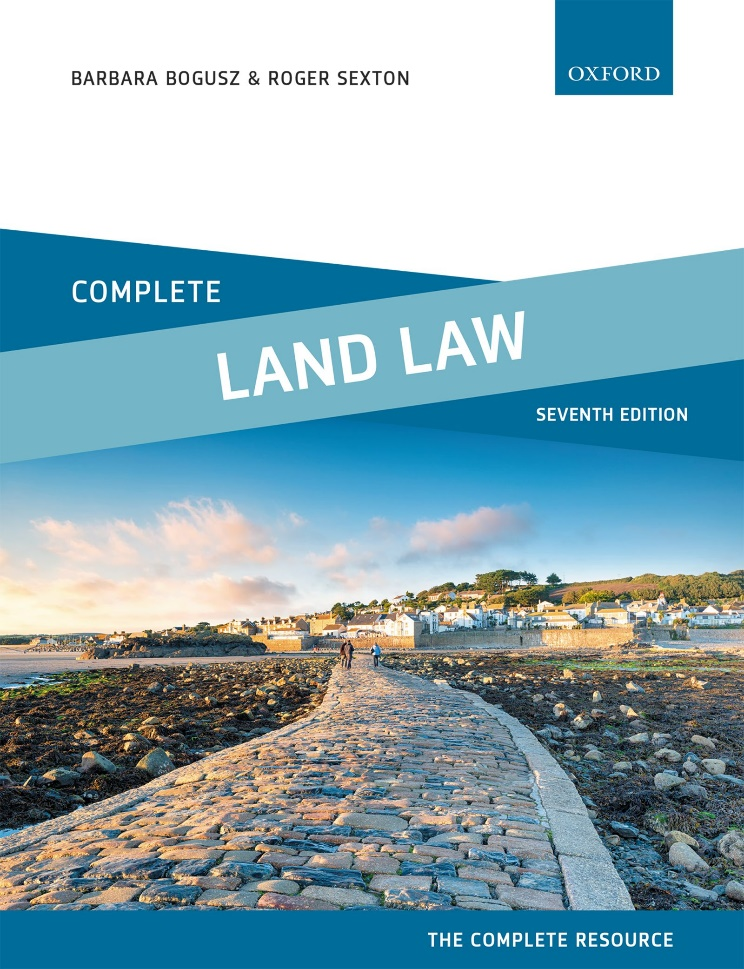 BARBARA BOGUSZ & ROGER SEXTON
OXFORD
COMPLETE
LAND LAW
SEVENTH EDITION
THE COMPLETE RESOURCE